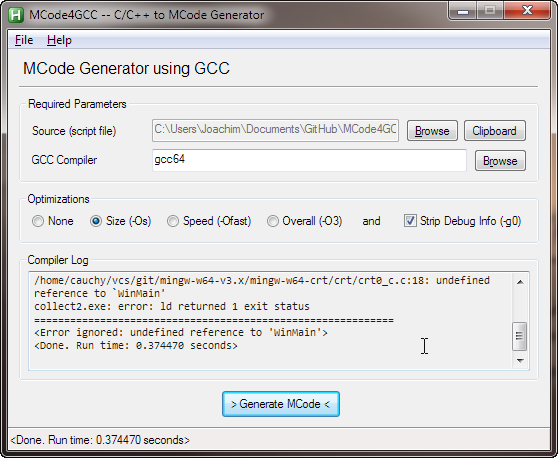 MCode4GCC -- C/C++ to MCode Generator
File Help
MCode Generator using GCC
Required Parameters
Source (script file) C:\Users\Joachim\Documents\GitHub\MCode4GC Browse Clipboard
GCC Compiler gcc64 Browse
Optimizations
None Size (-Os) Speed (-Ofast) Overall (-O3) and Strip Debug Info (-g0)
Compiler Log
/home/cauchy/vcs/git/mingw-w64-v3.x/mingw-w64-crt/crt/crt0_c.c:18: undefined
reference to `WinMain'
collect2.exe: error: ld returned 1 exit status
========================================================
<Error ignored: undefined reference to 'WinMain'>
<Done. Run time: 0.374470 seconds>
> Generate MCode <
<Done. Run time: 0.374470 seconds>